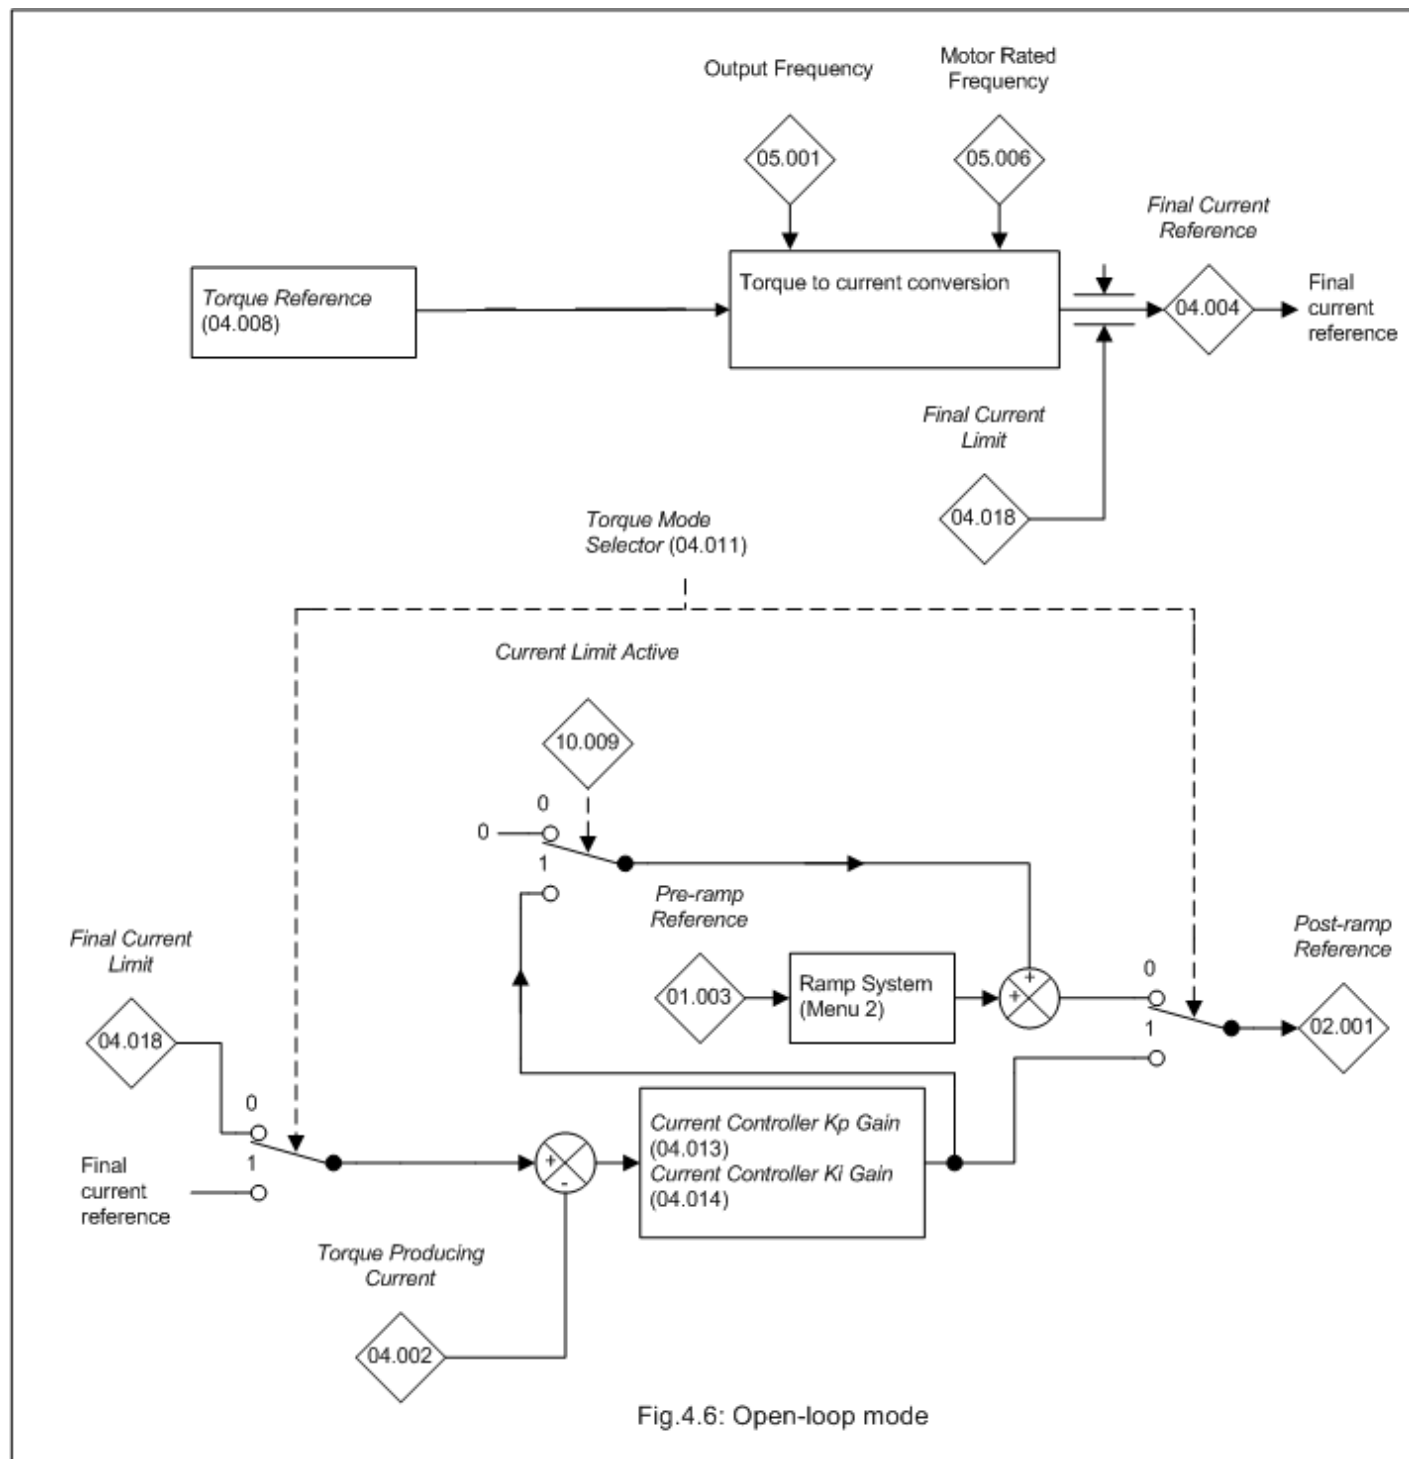 Output Frequency
Motor Rated
Frequency
05.001
05.006
Final Current
Reference
Torque Reference
(04.008)
Torque to current conversion
04.004
Final
current
reference
Final Current
Limit
04.018
Torque Mode
Selector (04.011)
Current Limit Active
10.009
0
0
1
Pre-ramp
Reference
01.003
Ramp System
(Menu 2)
+
+
Post-ramp
Reference
0
1
02.001
Final Current
Limit
04.018
0
1
Final
current
reference
+
-
Current Controller Kp Gain
(04.013)
Current Controller Ki Gain
(04.014)
Torque Producing
Current
04.002
Fig.4.6: Open-loop mode